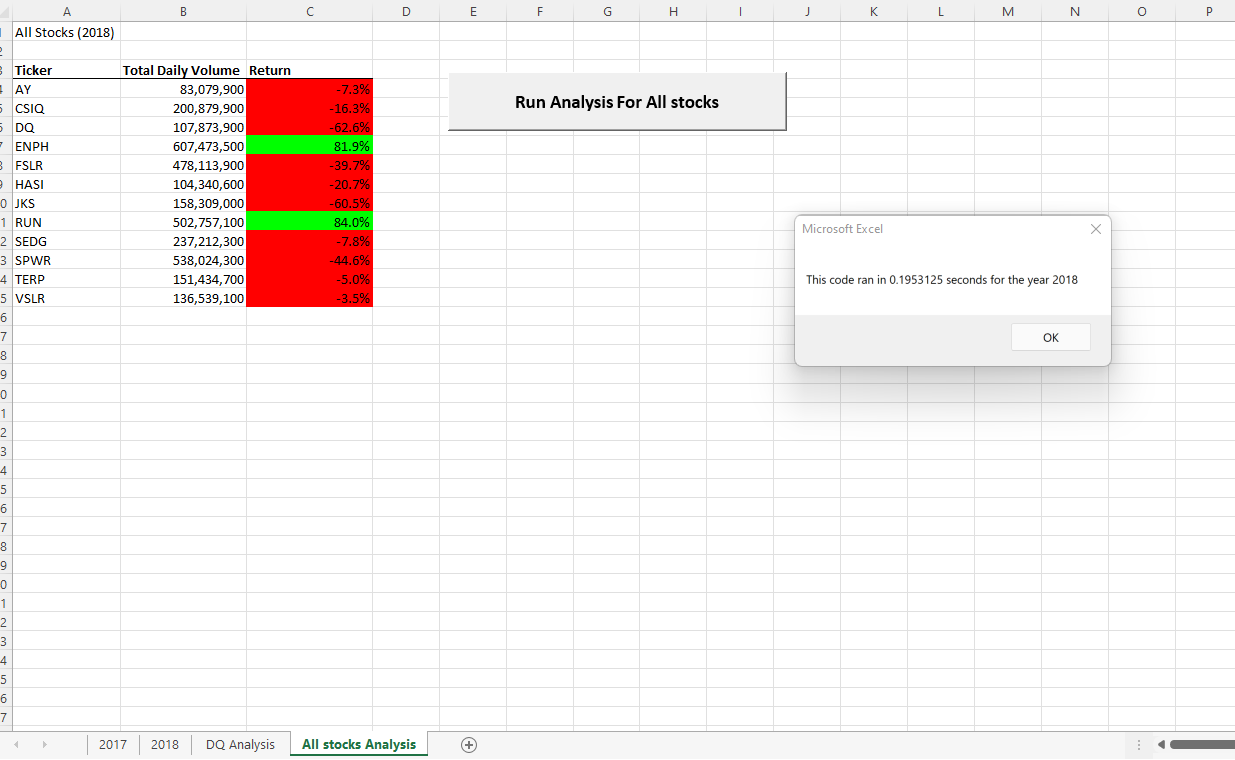 A B C D E F G H I J K L M N O P
All Stocks (2018)
Ticker Total Daily Volume Return
AY 83,079,900 -7.3%
CSIQ 200,879,900 -16.3%
DQ 107,873,900 -62.6%
ENPH 607,473,500 81.9%
FSLR 478,113,900 -39.7%
HASI 104,340,600 -20.7%
JKS 158,309,000 -60.5%
RUN 502,757,100 84.0%
SEDG 237,212,300 -7.8%
SPWR 538,024,300 -44.6%
TERP 151,434,700 -5.0%
VSLR 136,539,100 -3.5%
Run Analysis For All stocks
Microsoft Excel
This code ran in 0.1953125 seconds for the year 2018
OK
2017 2018 DQ Analysis All stocks Analysis